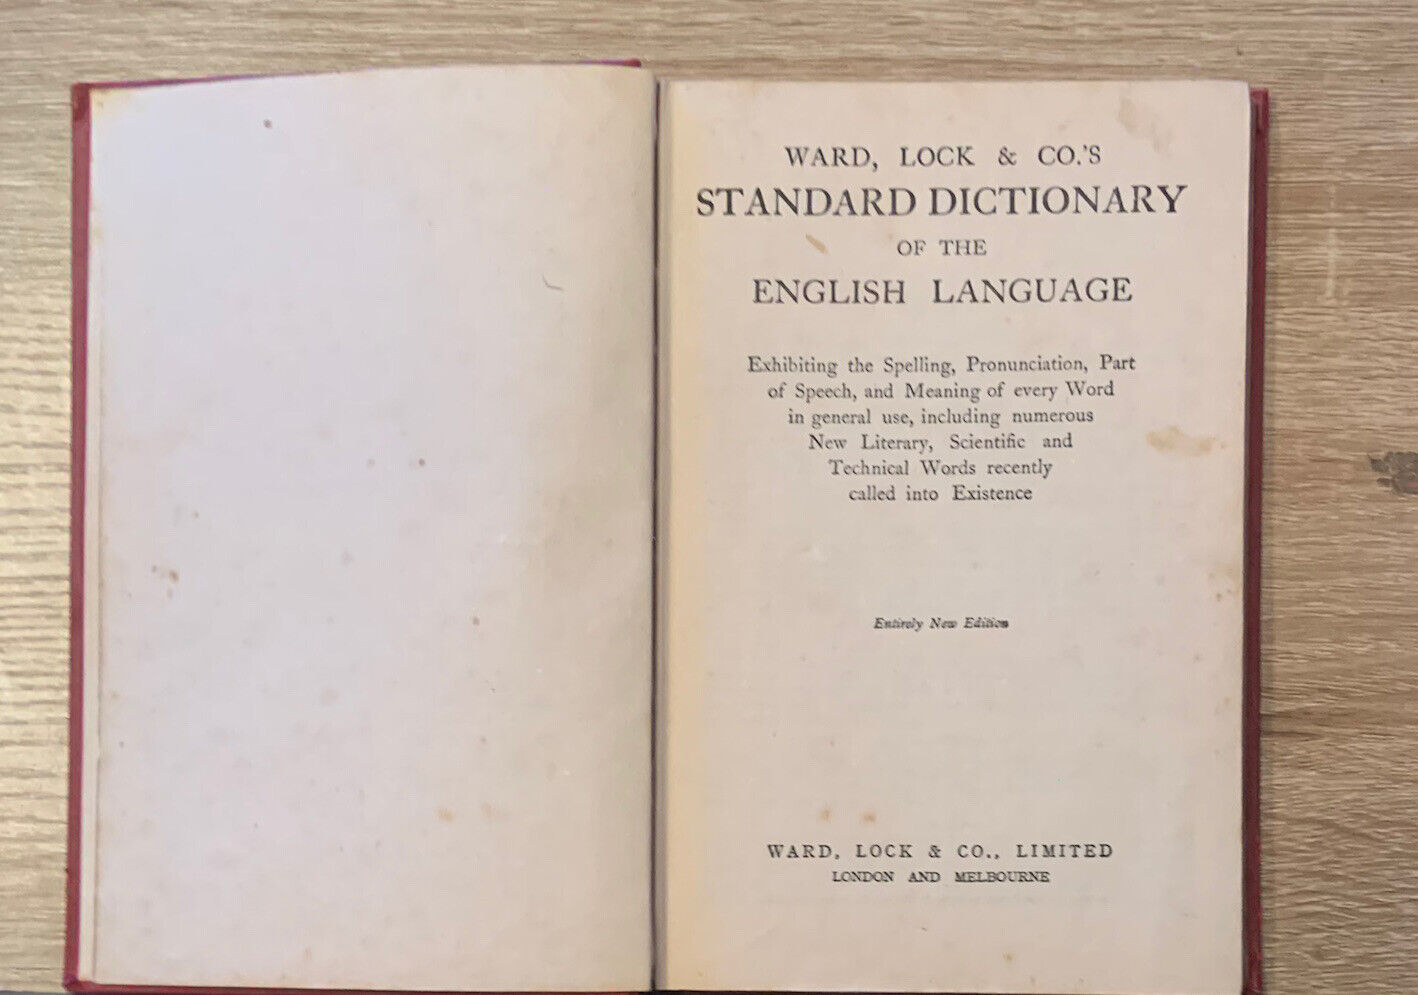 WARD, LOCK & CO.'S
STANDARD DICTIONARY
OF THE
ENGLISH LANGUAGE
Exhibiting the Spelling, Pronunciation, Part
of Speech, and Meaning of every Word
in general use, including numerous
New Literary, Scientific and
Technical Words recently
called into Existence
Entirely New Edition
WARD, LOCK & CO., LIMITED
LONDON AND MELBOURNE